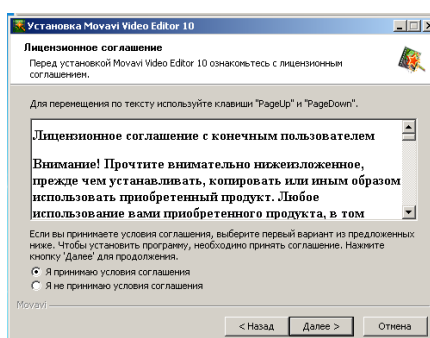 Установка Movavi Video Editor 10
Лицензионное соглашение
Перед установкой Movavi Video Editor 10 ознакомьтесь с лицензионным
соглашением.
Для перемещения по тексту используйте клавиши "PageUp" и "PageDown".
Лицензионное соглашение с конечным пользователем
Внимание! Прочтите внимательно нижеизложенное,
прежде чем устанавливать, копировать или иным образом
использовать приобретенный продукт. Любое
использование вами приобретенного продукта, в том
Если вы принимаете условия соглашения, выберите первый вариант из предложенных
ниже. Чтобы установить программу, необходимо принять соглашение. Нажмите
кнопку 'Далее' для продолжения.
Я принимаю условия соглашения
Я не принимаю условия соглашения
Movavi
< Назад Далее > Отмена